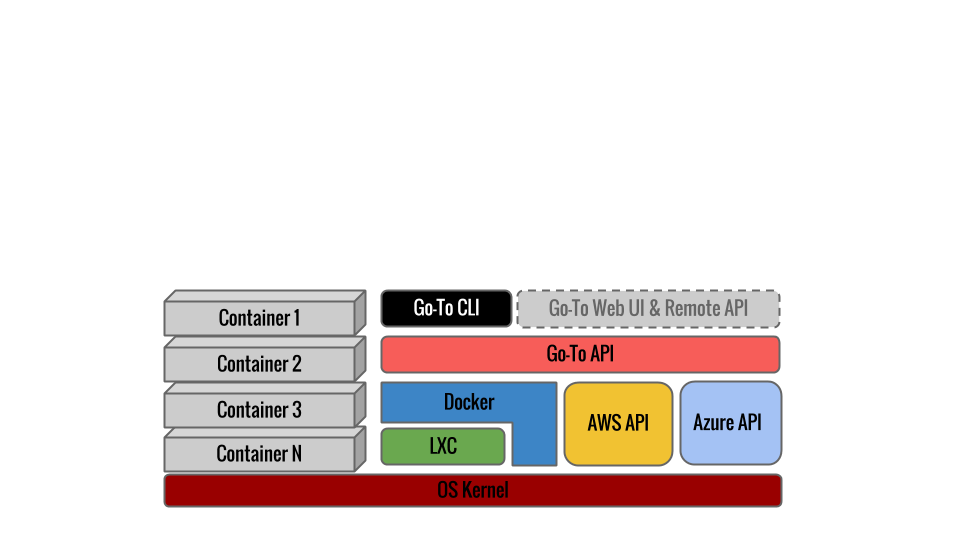 Container 1
Container 2
Container 3
Container N
Go-To CLI
Go-To Web UI & Remote API
Go-To API
Docker
LXC
AWS API
Azure API
OS Kernel